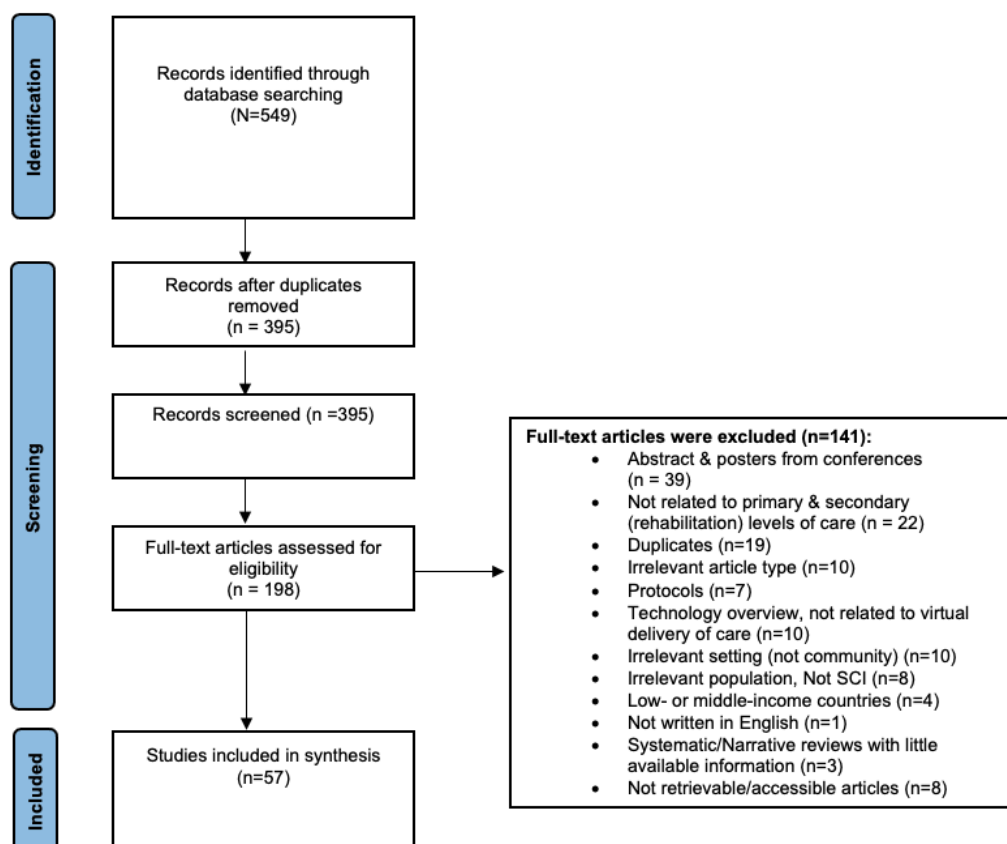 Identification
Records identified through
database searching
(N=549)
Screening
Records after duplicates
removed
(n = 395)
Records screened (n =395)
Full-text articles assessed for
eligibility
(n = 198)
Full-text articles were excluded (n=141):
• Abstract & posters from conferences
(n = 39)
• Not related to primary & secondary
(rehabilitation) levels of care (n = 22)
• Duplicates (n=19)
• Irrelevant article type (n=10)
• Protocols (n=7)
• Technology overview, not related to virtual
delivery of care (n=10)
• Irrelevant setting (not community) (n=10)
• Irrelevant population, Not SCI (n=8)
• Low- or middle-income countries (n=4)
• Not written in English (n=1)
• Systematic/Narrative reviews with little
available information (n=3)
• Not retrievable/accessible articles (n=8)
Included
Studies included in synthesis
(n=57)